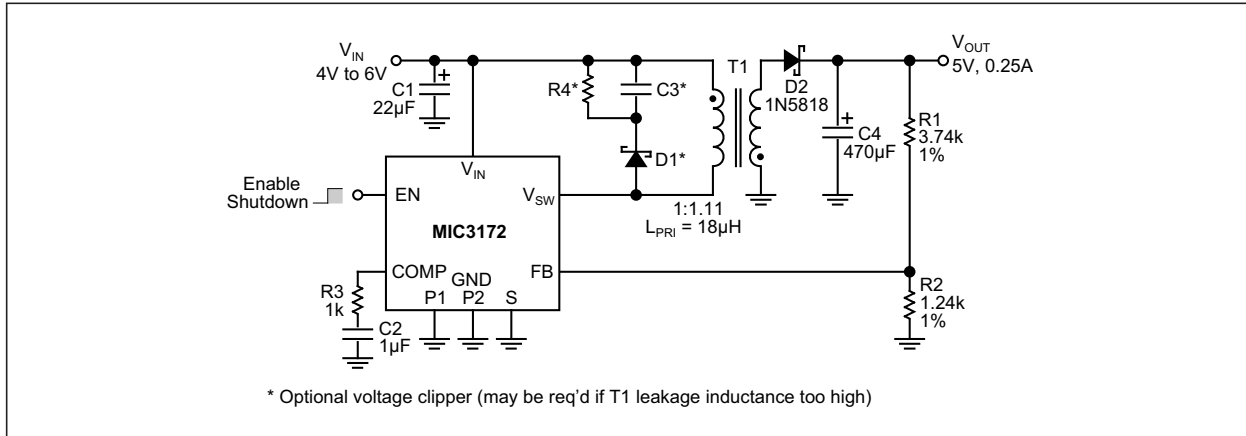 V_IN
4V to 6V
C1
22µF
R4*
C3*
T1
D2
1N5818
V_OUT
5V, 0.25A
C4
470µF
R1
3.74k
1%
D1*
Enable
Shutdown
EN
V_IN
V_SW
MIC3172
COMP
GND
FB
P1
P2
S
1:1.11
L_PRI = 18µH
R3
1k
C2
1µF
R2
1.24k
1%
* Optional voltage clipper (may be req'd if T1 leakage inductance too high)